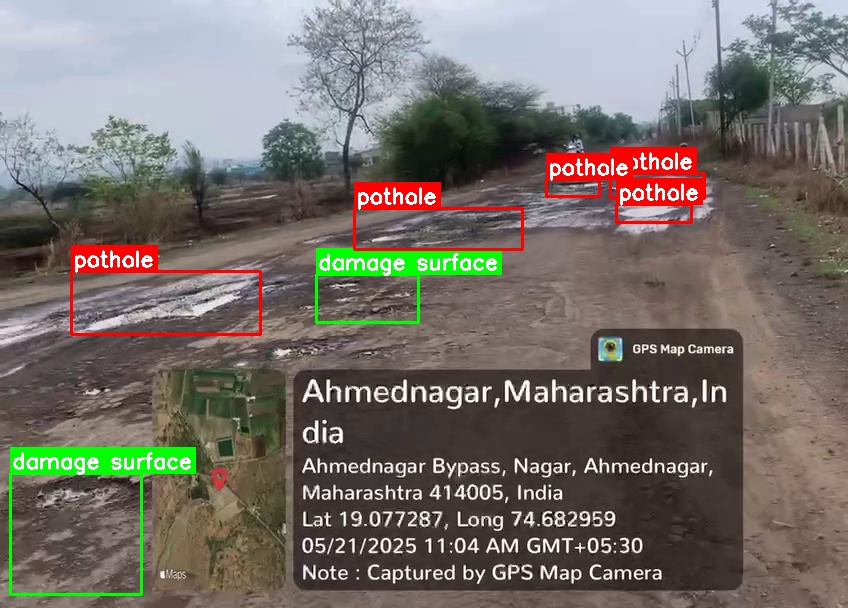 pothole
pothole
pothole
pothole
damage surface
pothole
damage surface
GPS Map Camera
Ahmednagar,Maharashtra,In
dia
Ahmednagar Bypass, Nagar, Ahmednagar,
Maharashtra 414005, India
Lat 19.077287, Long 74.682959
05/21/2025 11:04 AM GMT+05:30
Note : Captured by GPS Map Camera
Maps